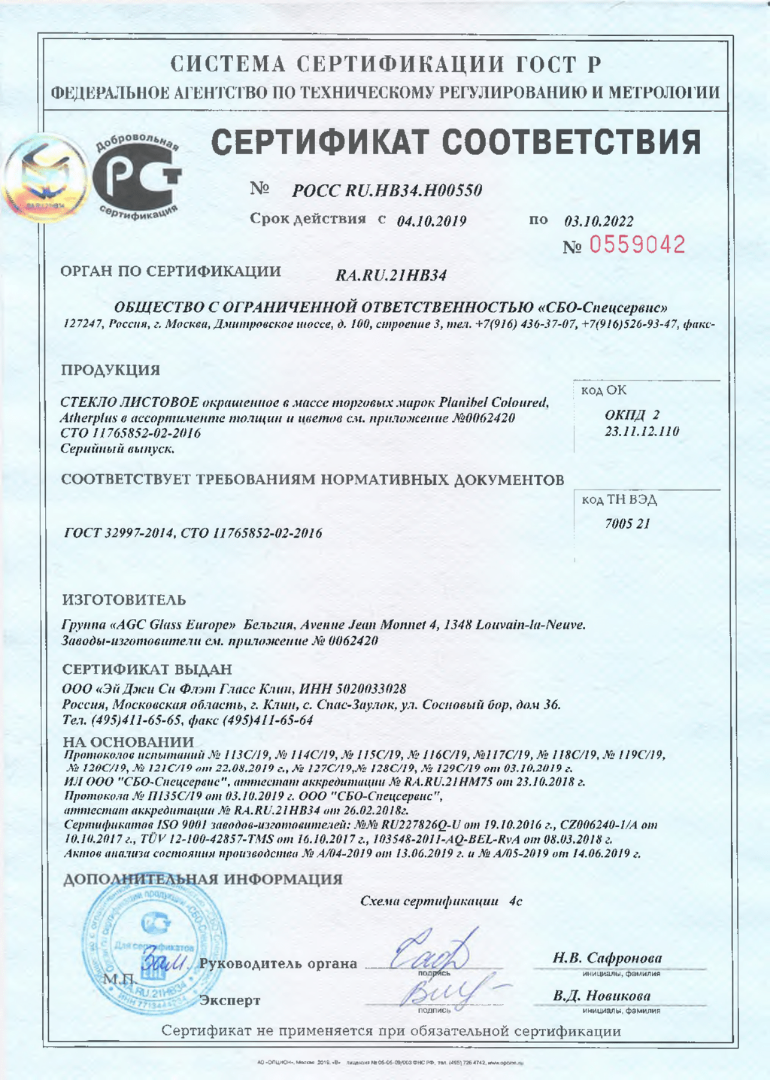 СИСТЕМА СЕРТИФИКАЦИИ ГОСТ Р
ФЕДЕРАЛЬНОЕ АГЕНТСТВО ПО ТЕХНИЧЕСКОМУ РЕГУЛИРОВАНИЮ И МЕТРОЛОГИИ
Добровольная
сертификация
СЕРТИФИКАТ СООТВЕТСТВИЯ
№ РОСС RU.НВ34.Н00550
Срок действия с 04.10.2019 по 03.10.2022
№ 0559042
ОРГАН ПО СЕРТИФИКАЦИИ RA.RU.21НВ34
ОБЩЕСТВО С ОГРАНИЧЕННОЙ ОТВЕТСТВЕННОСТЬЮ «СБО-Спецсервис»
127247, Россия, г. Москва, Дмитровское шоссе, д. 100, строение 3, тел. +7(916) 436-37-07, +7(916)526-93-47, факс-
ПРОДУКЦИЯ
СТЕКЛО ЛИСТОВОЕ окрашенное в массе торговых марок Planibel Coloured,
Atherplus в ассортименте толщин и цветов см. приложение №0062420
СТО 11765852-02-2016
Серийный выпуск.
код ОК
ОКПД 2
23.11.12.110
СООТВЕТСТВУЕТ ТРЕБОВАНИЯМ НОРМАТИВНЫХ ДОКУМЕНТОВ
код ТН ВЭД
7005 21
ГОСТ 32997-2014, СТО 11765852-02-2016
ИЗГОТОВИТЕЛЬ
Группа «AGC Glass Europe» Бельгия, Avenue Jean Monnet 4, 1348 Louvain-la-Neuve.
Заводы-изготовители см. приложение № 0062420
СЕРТИФИКАТ ВЫДАН
ООО «Эй Джи Си Флэт Гласс Клин, ИНН 5020033028
Россия, Московская область, г. Клин, с. Спас-Заулок, ул. Сосновый бор, дом 36.
Тел. (495)411-65-65, факс (495)411-65-64
НА ОСНОВАНИИ
Протоколов испытаний № 113С/19, № 114С/19, № 115С/19, № 116С/19, №117С/19, № 118С/19, № 119С/19,
№ 120С/19, № 121С/19 от 22.08.2019 г., № 127С/19,№ 128С/19, № 129С/19 от 03.10.2019 г.
ИЛ ООО "СБО-Спецсервис", аттестат аккредитации № RA.RU.21НМ75 от 23.10.2018 г.
Протокола № П135С/19 от 03.10.2019 г. ООО "СБО-Спецсервис",
аттестат аккредитации № RA.RU.21НВ34 от 26.02.2018г.
Сертификатов ISO 9001 заводов-изготовителей: №№ RU227826Q-U от 19.10.2016 г., CZ006240-1/A от
10.10.2017 г., TÜV 12-100-42857-TMS от 16.10.2017 г., 103548-2011-AQ-BEL-RvA от 08.03.2018 г.
Актов анализа состояния производства № А/04-2019 от 13.06.2019 г. и № А/05-2019 от 14.06.2019 г.
ДОПОЛНИТЕЛЬНАЯ ИНФОРМАЦИЯ
Схема сертификации 4с
Для сертификатов
Зам. Руководитель органа
подпись
Н.В. Сафронова
инициалы, фамилия
М.П.
Эксперт
подпись
В.Д. Новикова
инициалы, фамилия
Сертификат не применяется при обязательной сертификации